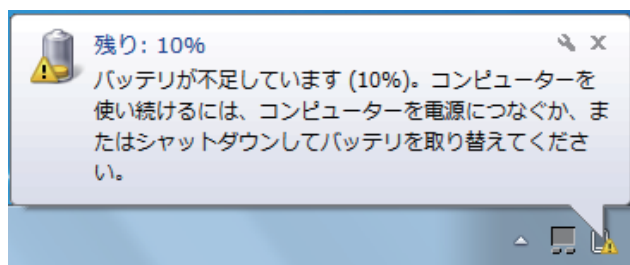 残り: 10%
バッテリが不足しています (10%)。コンピューターを
使い続けるには、コンピューターを電源につなぐか、ま
たはシャットダウンしてバッテリを取り替えてくださ
い。